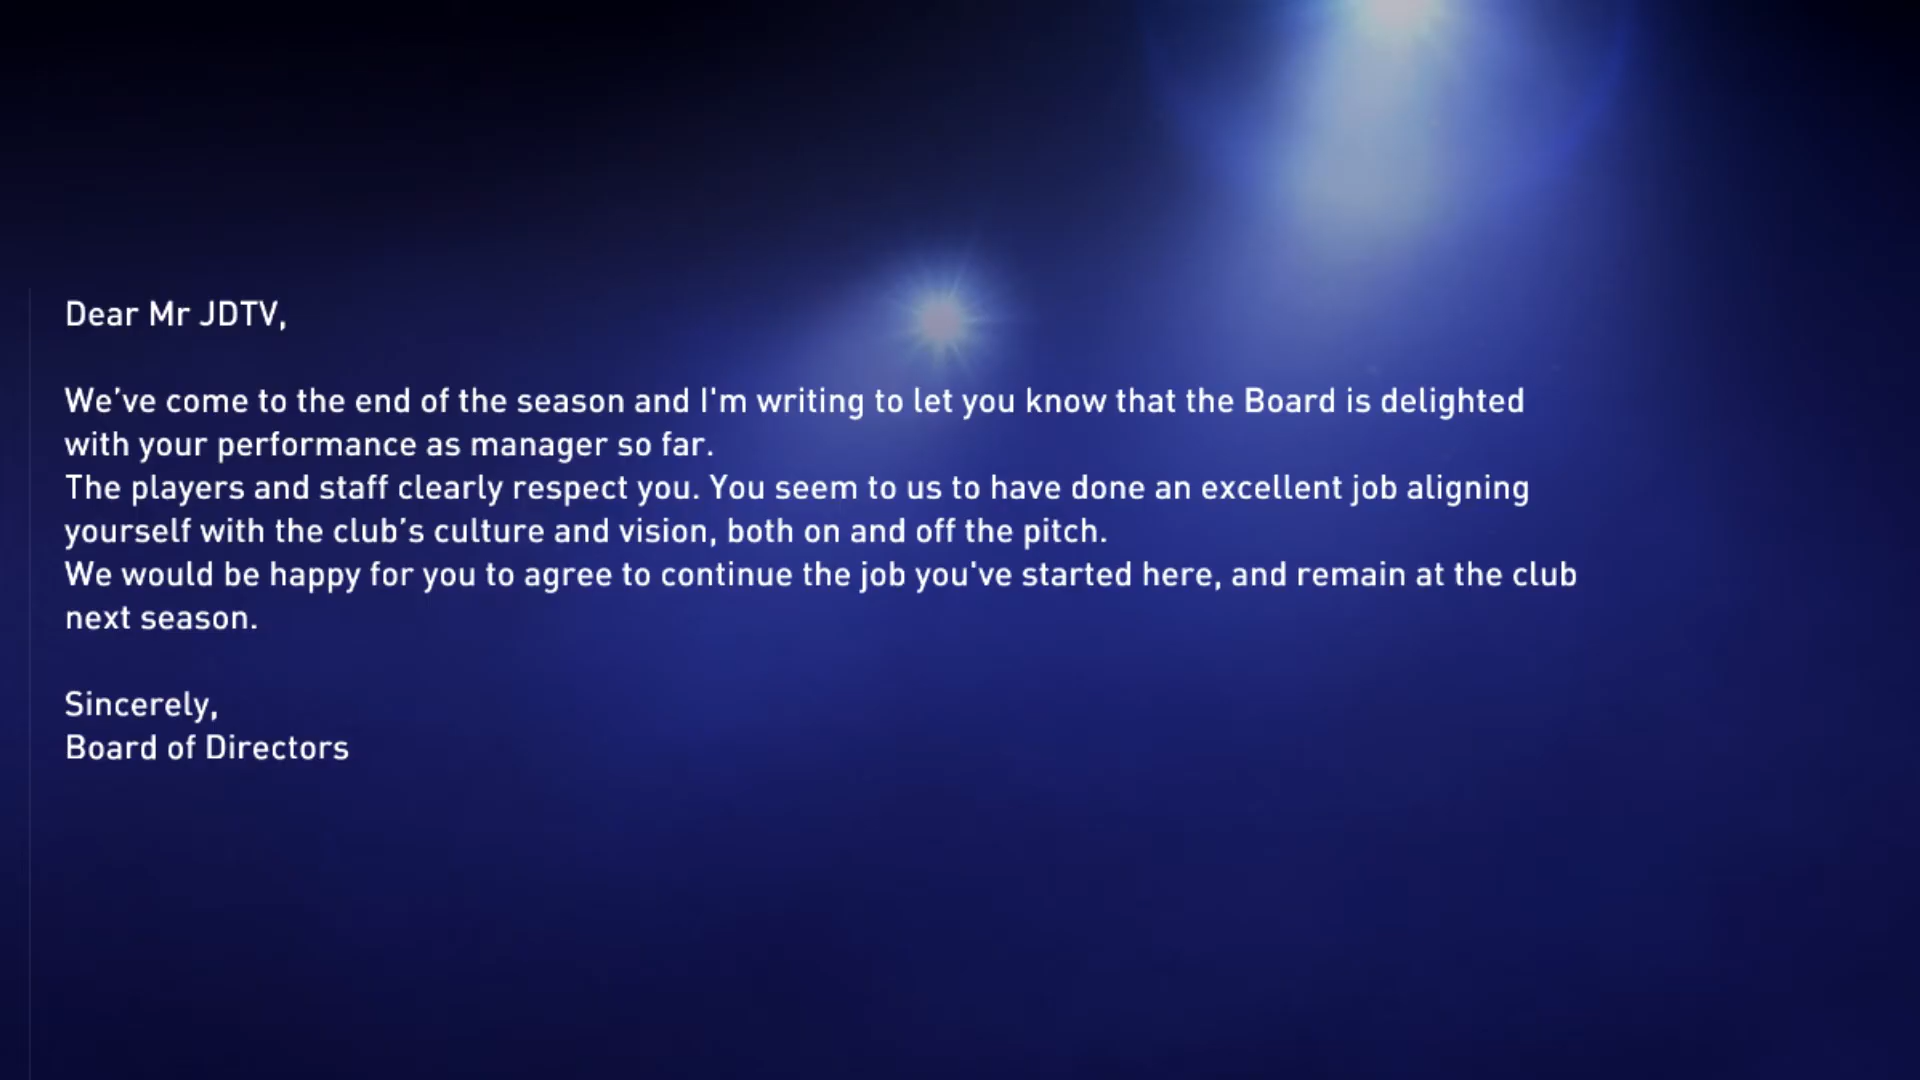 Dear Mr JDTV,
We’ve come to the end of the season and I'm writing to let you know that the Board is delighted
with your performance as manager so far.
The players and staff clearly respect you. You seem to us to have done an excellent job aligning
yourself with the club’s culture and vision, both on and off the pitch.
We would be happy for you to agree to continue the job you've started here, and remain at the club
next season.
Sincerely,
Board of Directors